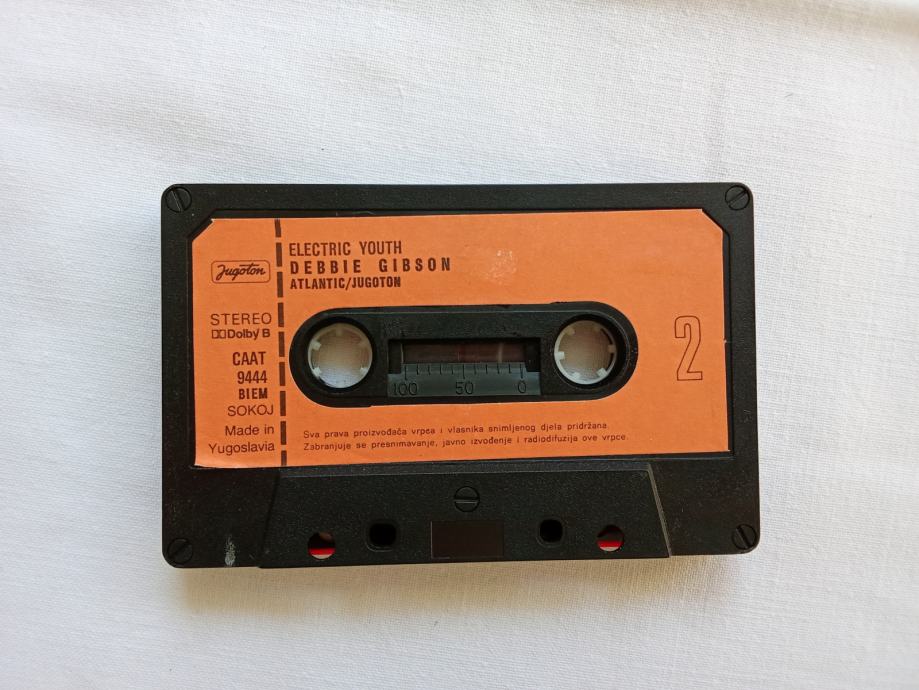 ELECTRIC YOUTH
DEBBIE GIBSON
ATLANTIC/JUGOTON
Jugoton
STEREO
Dolby B
CAAT
9444
BIEM
SOKOJ
Made in
Yugoslavia
2
100 50 0
Sva prava proizvođača vrpca i vlasnika snimljenog djela pridržana.
Zabranjuje se presnimavanje, javno izvođenje i radiodifuzija ove vrpce.